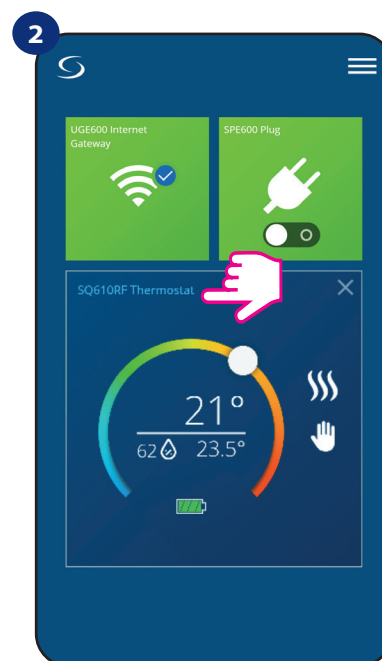 2
UGE600 Internet
Gateway
SPE600 Plug
SQ610RF Thermostat
21°
62 23.5°